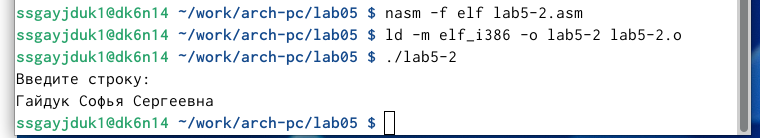 ssgayjduk1@dk6n14 ~/work/arch-pc/lab05 $ nasm -f elf lab5-2.asm
ssgayjduk1@dk6n14 ~/work/arch-pc/lab05 $ ld -m elf_i386 -o lab5-2 lab5-2.o
ssgayjduk1@dk6n14 ~/work/arch-pc/lab05 $ ./lab5-2
Введите строку:
Гайдук Софья Сергеевна
ssgayjduk1@dk6n14 ~/work/arch-pc/lab05 $